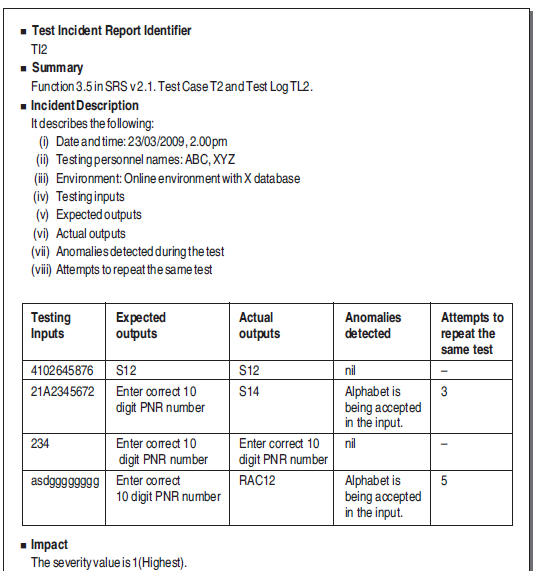 Test Incident Report Identifier
TI2
Summary
Function 3.5 in SRS v 2.1. Test Case T2 and Test Log TL2.
Incident Description
It describes the following:
(i) Date and time: 23/03/2009, 2.00pm
(ii) Testing personnel names: ABC, XYZ
(iii) Environment: Online environment with X database
(iv) Testing inputs
(v) Expected outputs
(vi) Actual outputs
(vii) Anomalies detected during the test
(viii) Attempts to repeat the same test
Testing Expected Actual Anomalies Attempts to
Inputs outputs outputs detected repeat the
same test
4102645876 S12 S12 nil –
21A2345672 Enter correct 10 S14 Alphabet is 3
digit PNR number being accepted
in the input.
234 Enter correct 10 Enter correct 10 nil –
digit PNR number digit PNR number
asdggggggg Enter correct RAC12 Alphabet is 5
10 digit PNR number being accepted
in the input.
Impact
The severity value is 1(Highest).